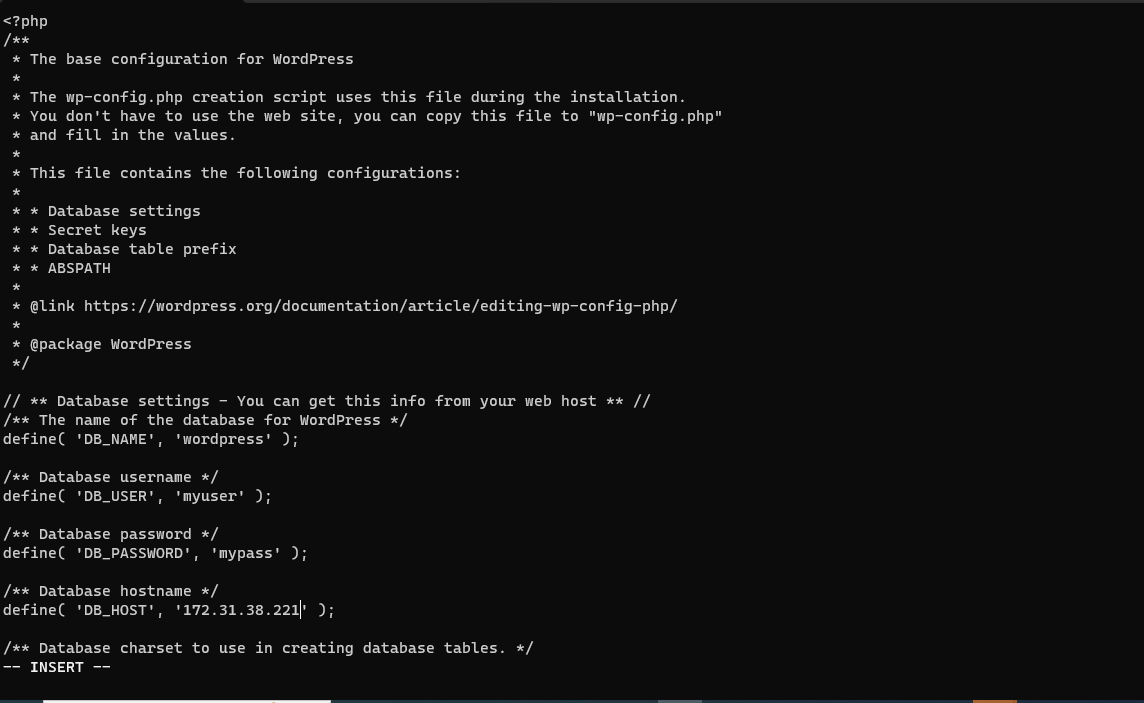 <?php
/**
 * The base configuration for WordPress
 *
 * The wp-config.php creation script uses this file during the installation.
 * You don't have to use the web site, you can copy this file to "wp-config.php"
 * and fill in the values.
 *
 * This file contains the following configurations:
 *
 * * Database settings
 * * Secret keys
 * * Database table prefix
 * * ABSPATH
 *
 * @link https://wordpress.org/documentation/article/editing-wp-config-php/
 *
 * @package WordPress
 */

// ** Database settings - You can get this info from your web host ** //
/** The name of the database for WordPress */
define( 'DB_NAME', 'wordpress' );

/** Database username */
define( 'DB_USER', 'myuser' );

/** Database password */
define( 'DB_PASSWORD', 'mypass' );

/** Database hostname */
define( 'DB_HOST', '172.31.38.221' );

/** Database charset to use in creating database tables. */
-- INSERT --